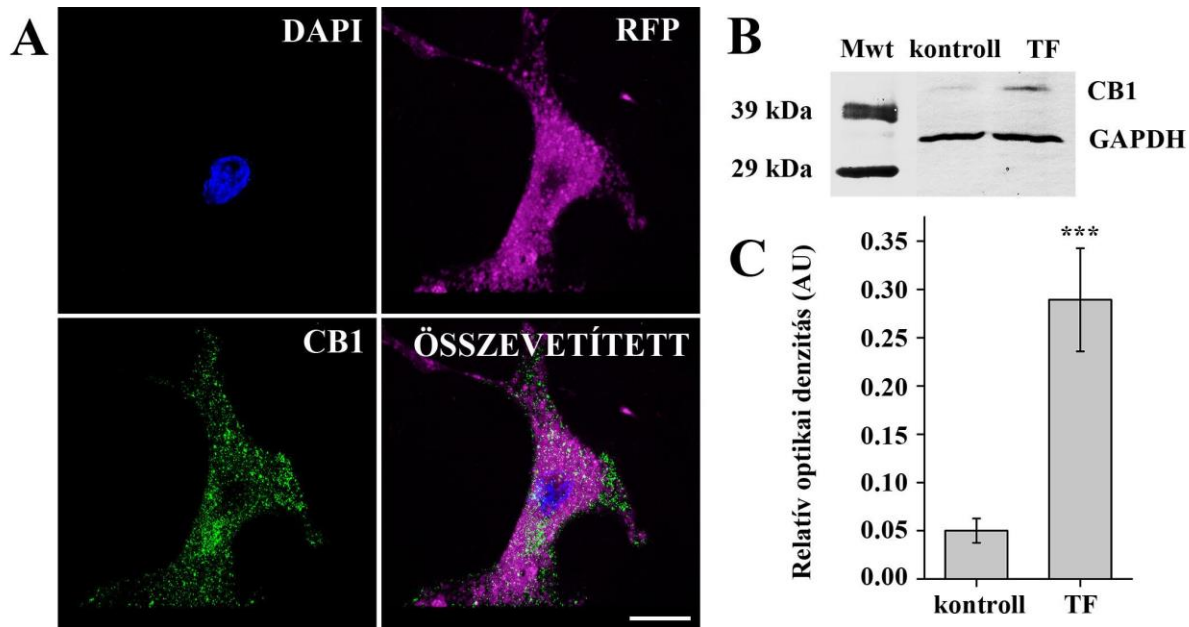 A
DAPI
RFP
CB1
ÖSSZEVETÍTETT
B
Mwt kontroll TF
39 kDa
29 kDa
CB1
GAPDH
C
Relatív optikai denzitás (AU)
0.35
0.30
0.25
0.20
0.15
0.10
0.05
0.00
***
kontroll
TF